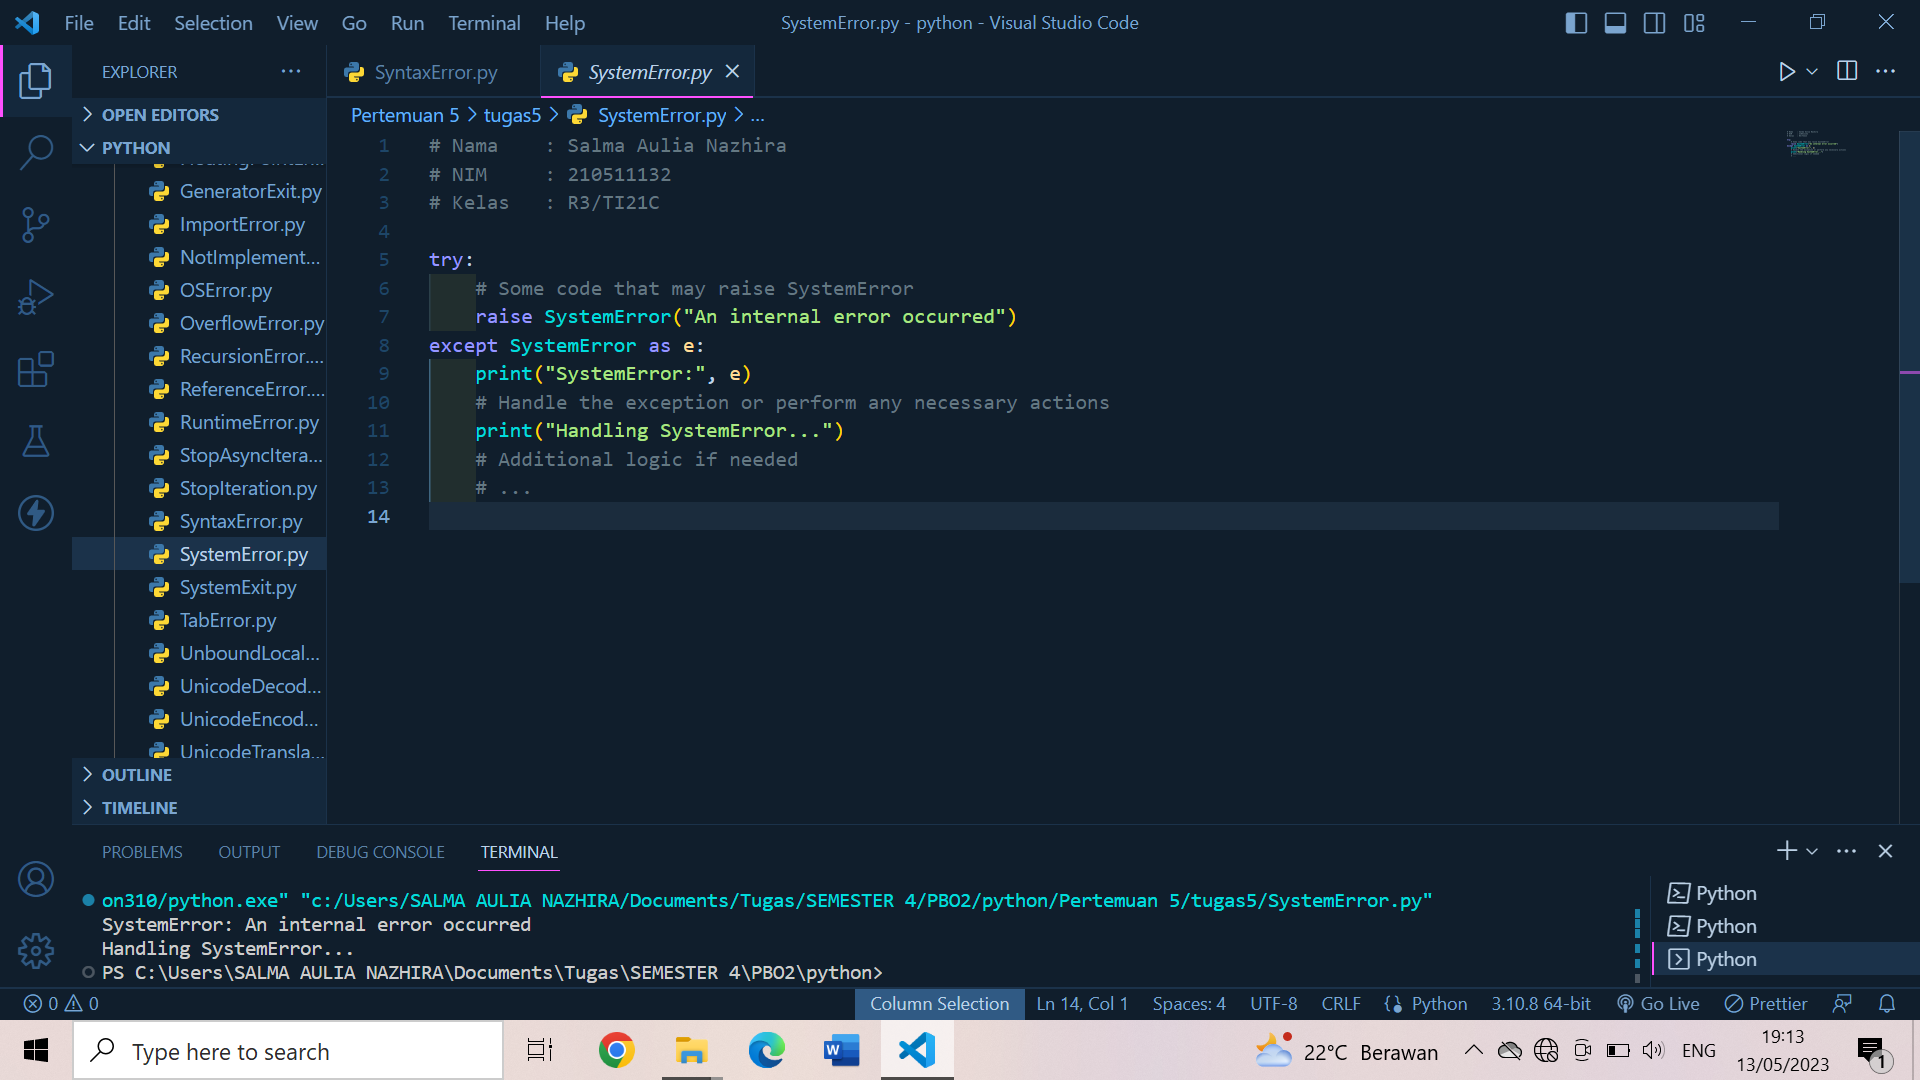 File Edit Selection View Go Run Terminal Help
SystemError.py - python - Visual Studio Code
EXPLORER
OPEN EDITORS
PYTHON
GeneratorExit.py
ImportError.py
NotImplement...
OSError.py
OverflowError.py
RecursionError....
ReferenceError....
RuntimeError.py
StopAsyncItera...
StopIteration.py
SyntaxError.py
SystemError.py
SystemExit.py
TabError.py
UnboundLocal...
UnicodeDecod...
UnicodeEncod...
UnicodeTransla...
OUTLINE
TIMELINE
SyntaxError.py SystemError.py
Pertemuan 5 > tugas5 > SystemError.py > ...
1 # Nama    : Salma Aulia Nazhira
2 # NIM     : 210511132
3 # Kelas   : R3/TI21C
4
5 try:
6     # Some code that may raise SystemError
7     raise SystemError("An internal error occurred")
8 except SystemError as e:
9     print("SystemError:", e)
10     # Handle the exception or perform any necessary actions
11     print("Handling SystemError...")
12     # Additional logic if needed
13     # ...
14
PROBLEMS OUTPUT DEBUG CONSOLE TERMINAL
on310/python.exe" "c:/Users/SALMA AULIA NAZHIRA/Documents/Tugas/SEMESTER 4/PBO2/python/Pertemuan 5/tugas5/SystemError.py"
SystemError: An internal error occurred
Handling SystemError...
PS C:\Users\SALMA AULIA NAZHIRA\Documents\Tugas\SEMESTER 4\PBO2\python>
Python
Python
Python
0 0 Column Selection Ln 14, Col 1 Spaces: 4 UTF-8 CRLF Python 3.10.8 64-bit Go Live Prettier
Type here to search
22°C Berawan
ENG
19:13
13/05/2023
1